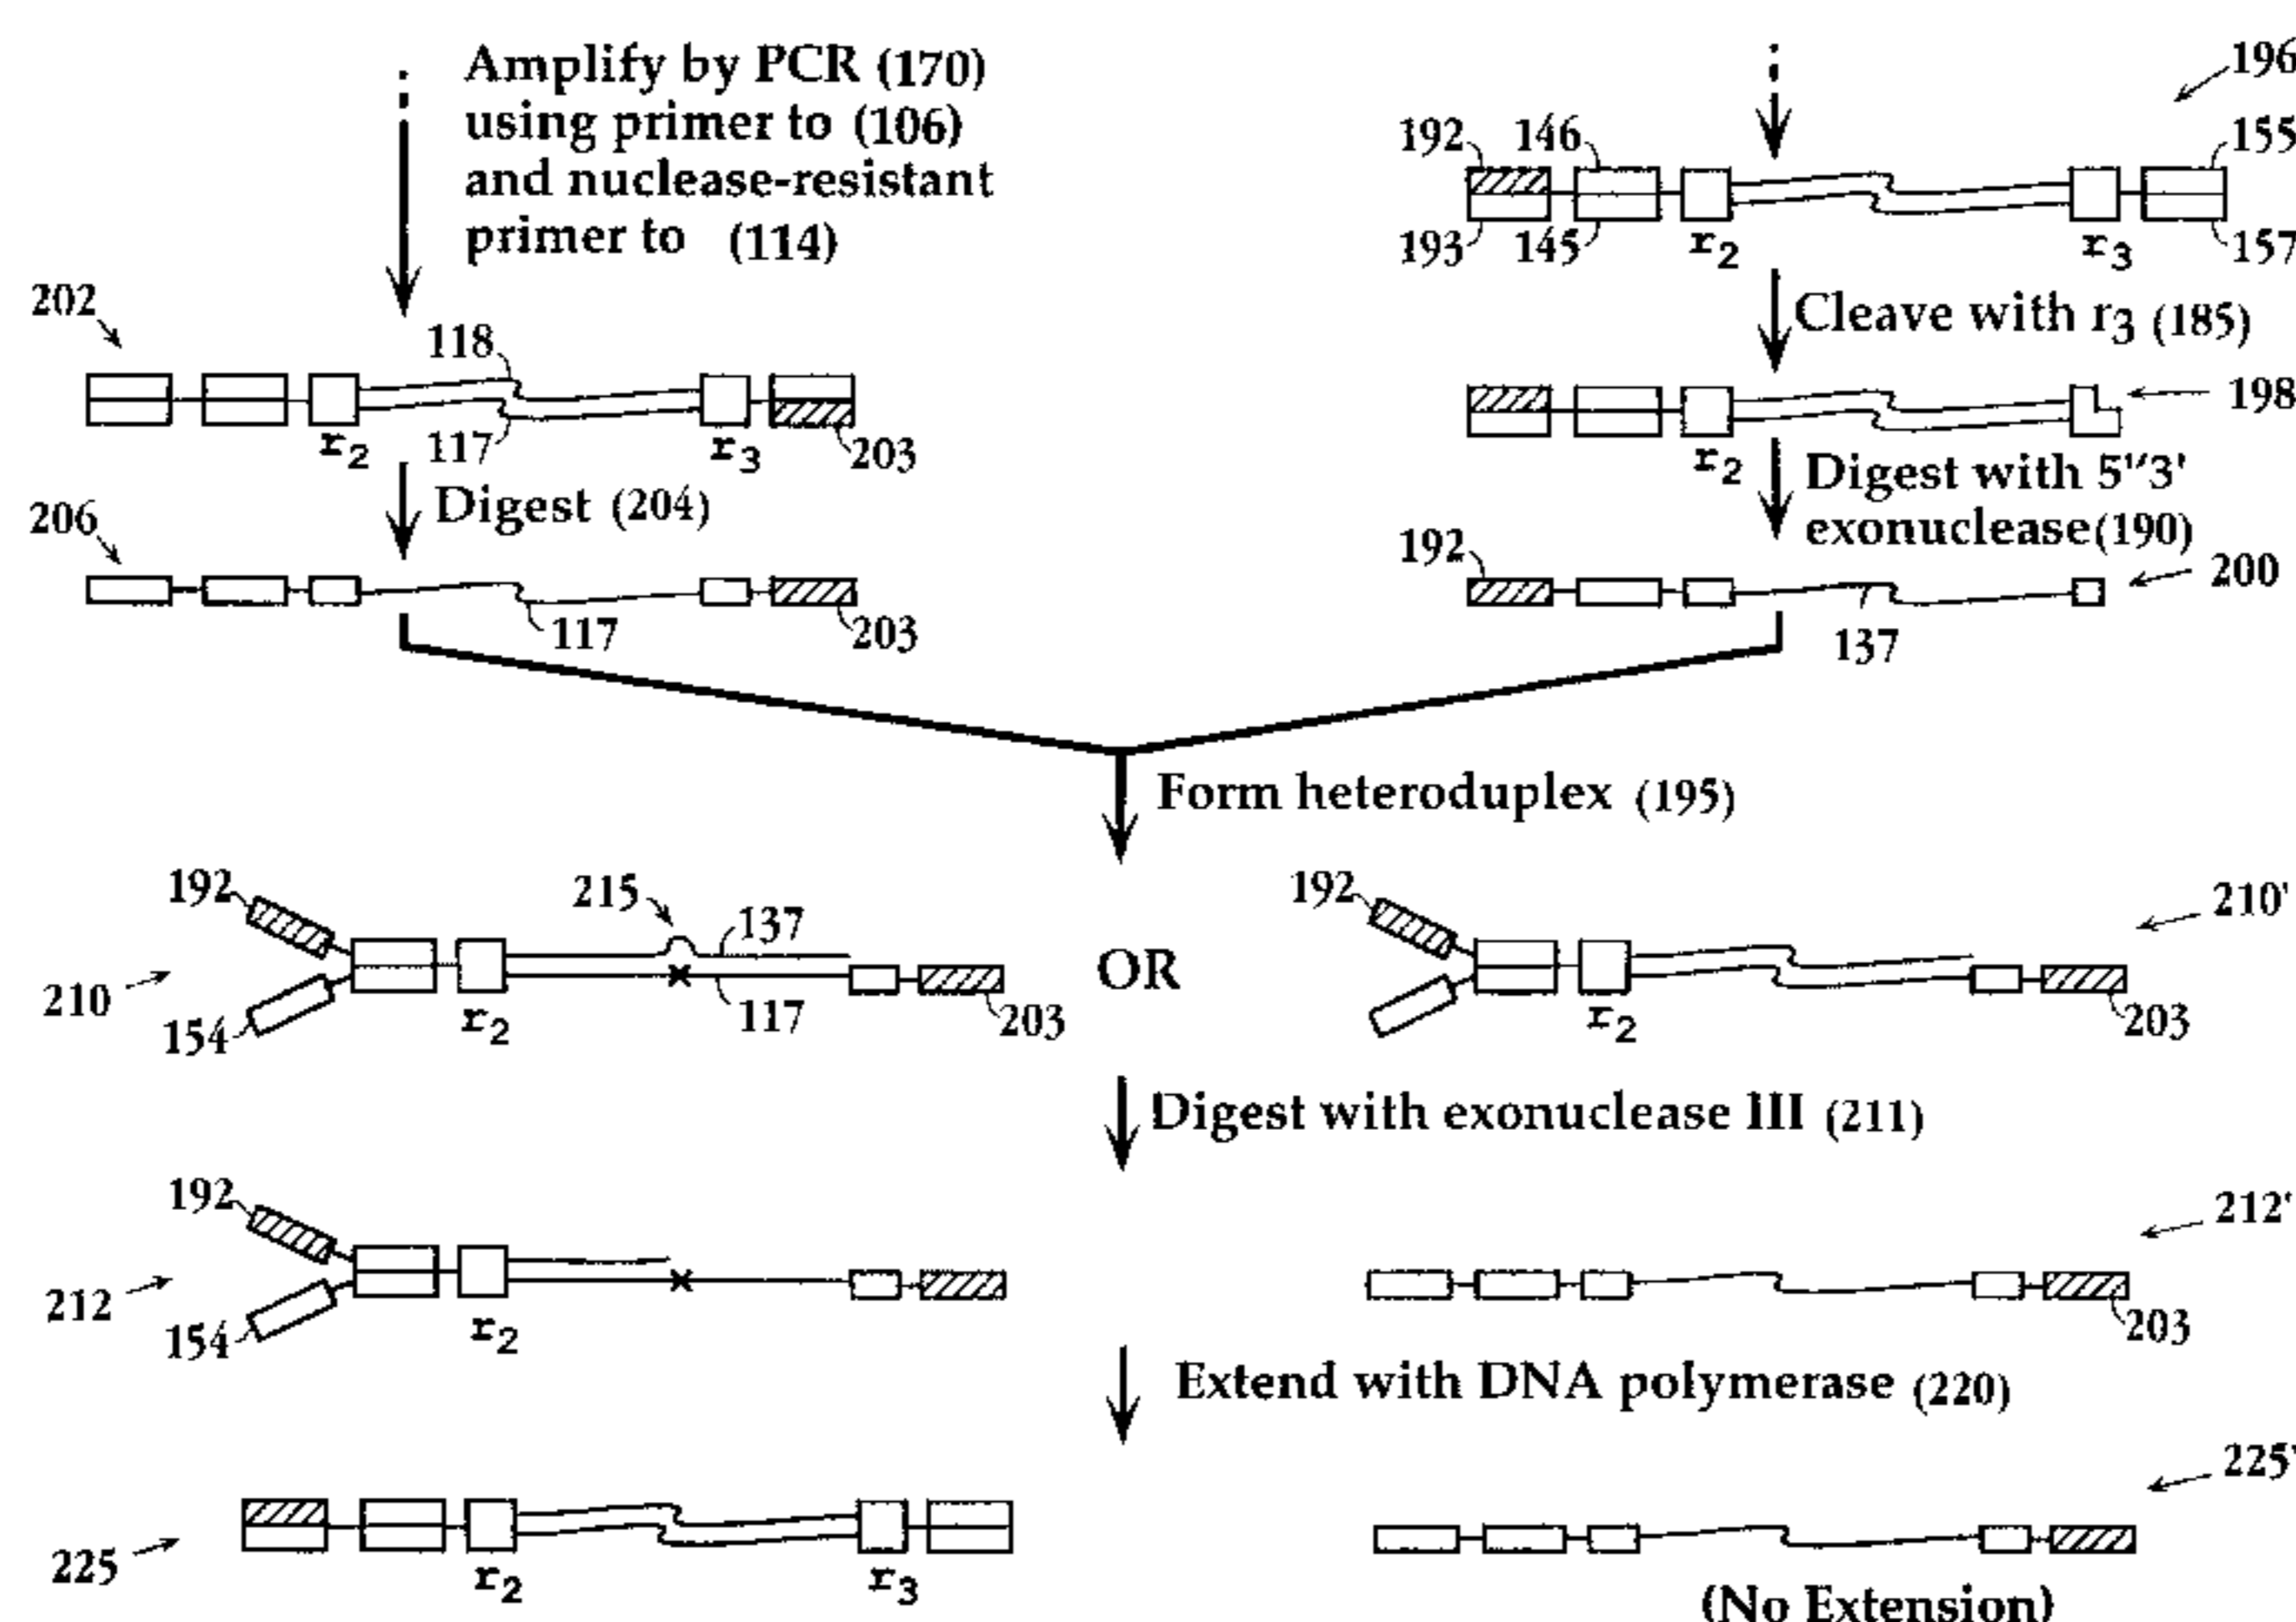 Amplify by PCR (170)
using primer to (106)
and nuclease-resistant
primer to (114)
196
192 146 155
193 145 r2 r3 157
Cleave with r3 (185)
202
118
117
r2 r3 203
198
r2
Digest with 5''3'
exonuclease(190)
Digest (204)
206
117 203
192
200
137
Form heteroduplex (195)
192 215 137
210 154 r2 117 203
OR
192 210'
r2 203
Digest with exonuclease III (211)
192
212 154 r2
212'
203
Extend with DNA polymerase (220)
225 r2 r3
225'
(No Extension)